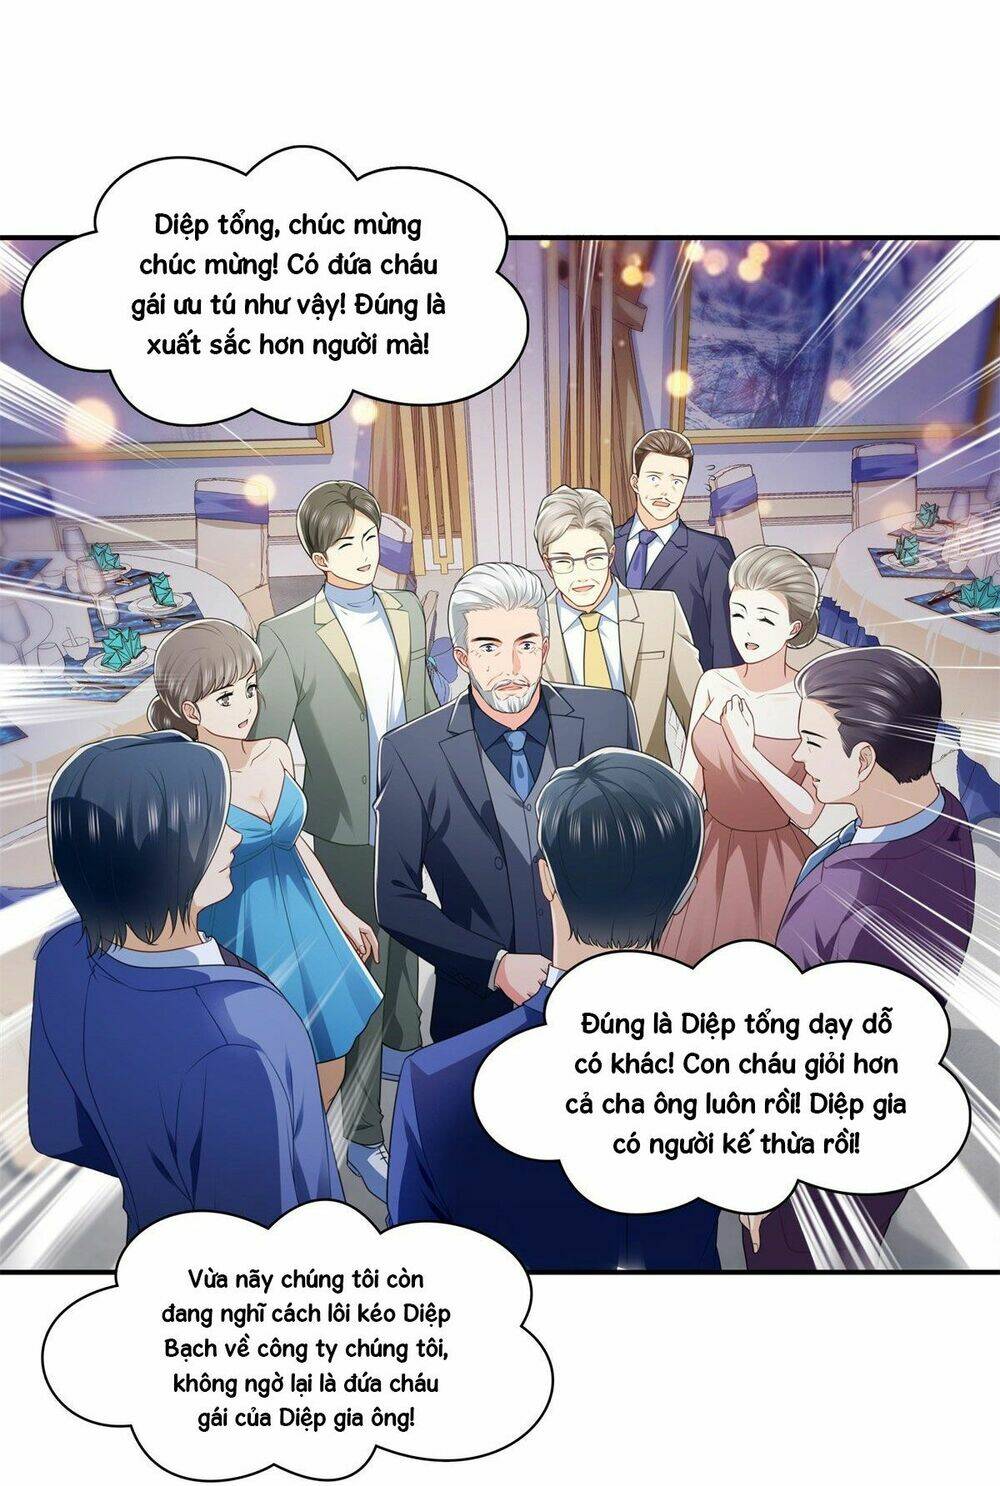 Diệp tổng, chúc mừng
chúc mừng! Có đứa cháu
gái ưu tú như vậy! Đúng là
xuất sắc hơn người mà!
Đúng là Diệp tổng dạy dỗ
có khác! Con cháu giỏi hơn
cả cha ông luôn rồi! Diệp gia
có người kế thừa rồi!
Vừa nãy chúng tôi còn
đang nghĩ cách lôi kéo Diệp
Bạch về công ty chúng tôi,
không ngờ lại là đứa cháu
gái của Diệp gia ông!